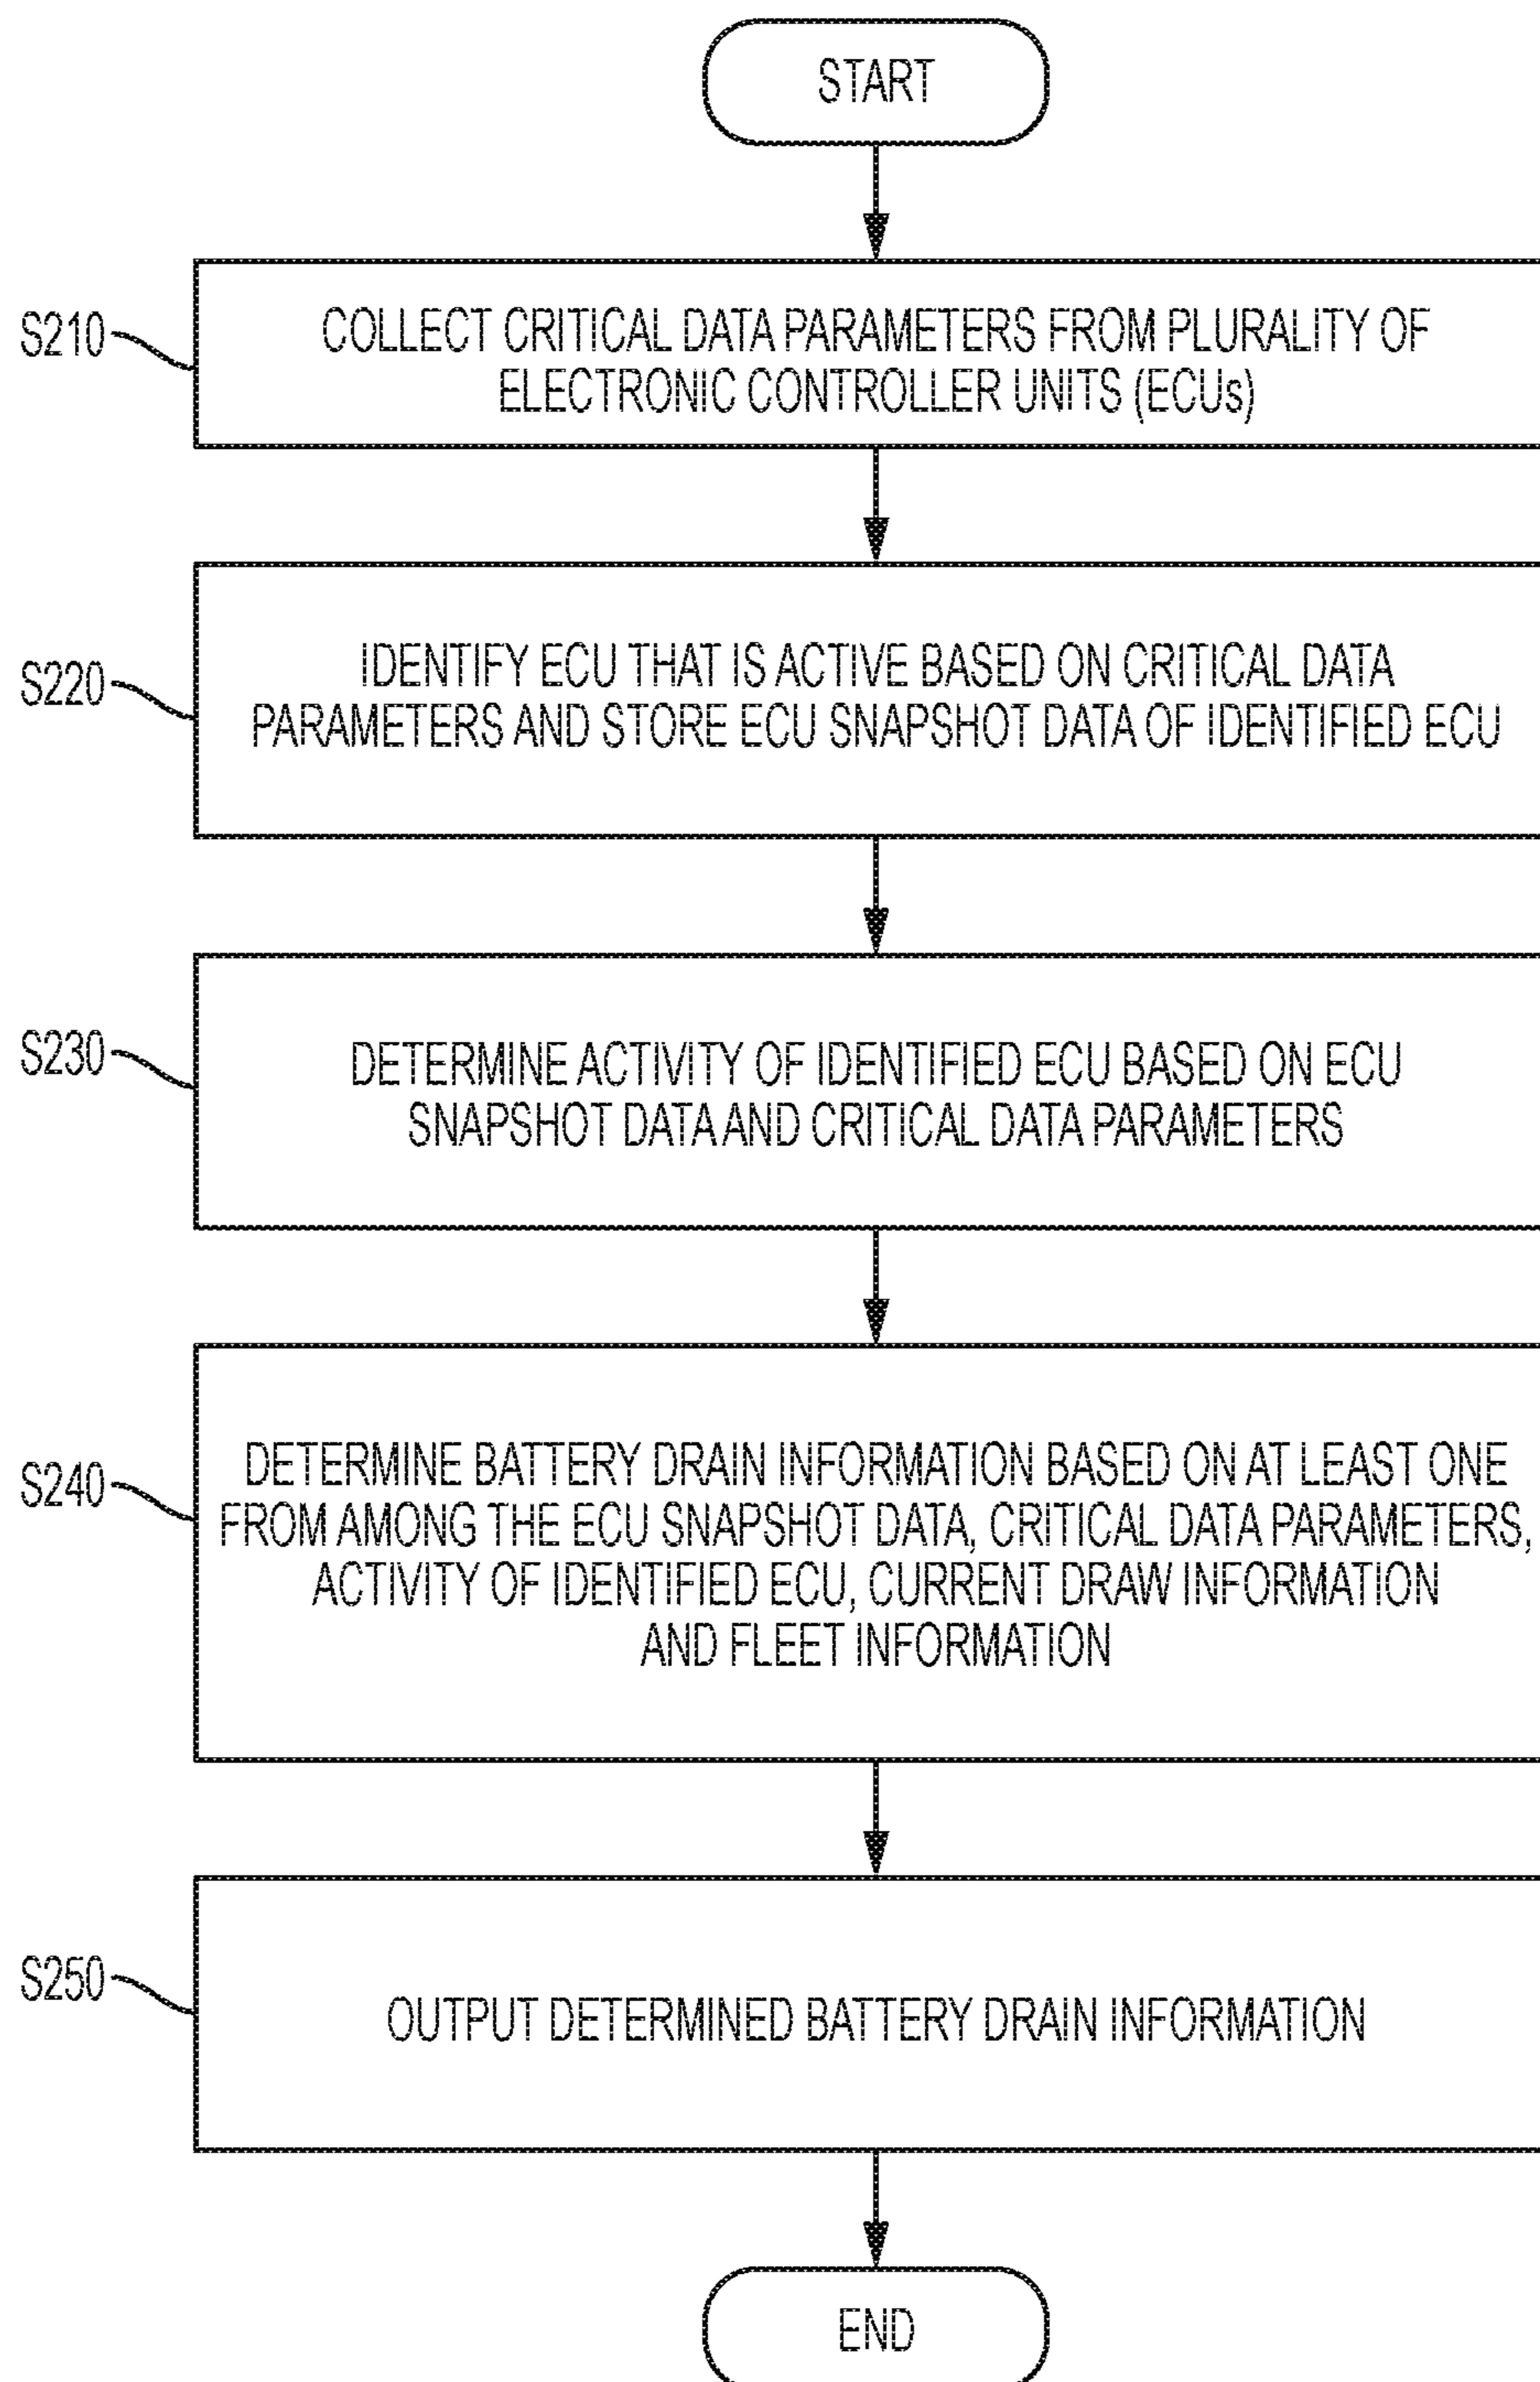 START
S210
COLLECT CRITICAL DATA PARAMETERS FROM PLURALITY OF
ELECTRONIC CONTROLLER UNITS (ECUs)
S220
IDENTIFY ECU THAT IS ACTIVE BASED ON CRITICAL DATA
PARAMETERS AND STORE ECU SNAPSHOT DATA OF IDENTIFIED ECU
S230
DETERMINE ACTIVITY OF IDENTIFIED ECU BASED ON ECU
SNAPSHOT DATA AND CRITICAL DATA PARAMETERS
S240
DETERMINE BATTERY DRAIN INFORMATION BASED ON AT LEAST ONE
FROM AMONG THE ECU SNAPSHOT DATA, CRITICAL DATA PARAMETERS,
ACTIVITY OF IDENTIFIED ECU, CURRENT DRAW INFORMATION
AND FLEET INFORMATION
S250
OUTPUT DETERMINED BATTERY DRAIN INFORMATION
END